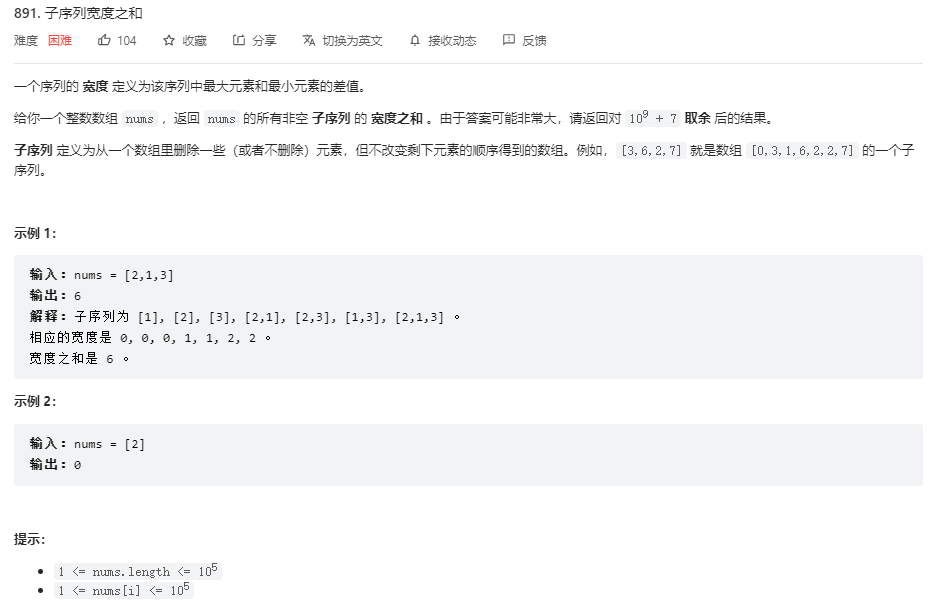 891. 子序列宽度之和
难度 困难 104 收藏 分享 切换为英文 接收动态 反馈
一个序列的 宽度 定义为该序列中最大元素和最小元素的差值。
给你一个整数数组 nums ，返回 nums 的所有非空 子序列 的 宽度之和 。由于答案可能非常大，请返回对 10^9 + 7 取余 后的结果。
子序列 定义为从一个数组里删除一些（或者不删除）元素，但不改变剩下元素的顺序得到的数组。例如， [3,6,2,7] 就是数组 [0,3,1,6,2,2,7] 的一个子
序列。
示例 1：
输入：nums = [2,1,3]
输出：6
解释：子序列为 [1], [2], [3], [2,1], [2,3], [1,3], [2,1,3] 。
相应的宽度是 0, 0, 0, 1, 1, 2, 2 。
宽度之和是 6 。
示例 2：
输入：nums = [2]
输出：0
提示：
• 1 <= nums.length <= 10^5
• 1 <= nums[i] <= 10^5